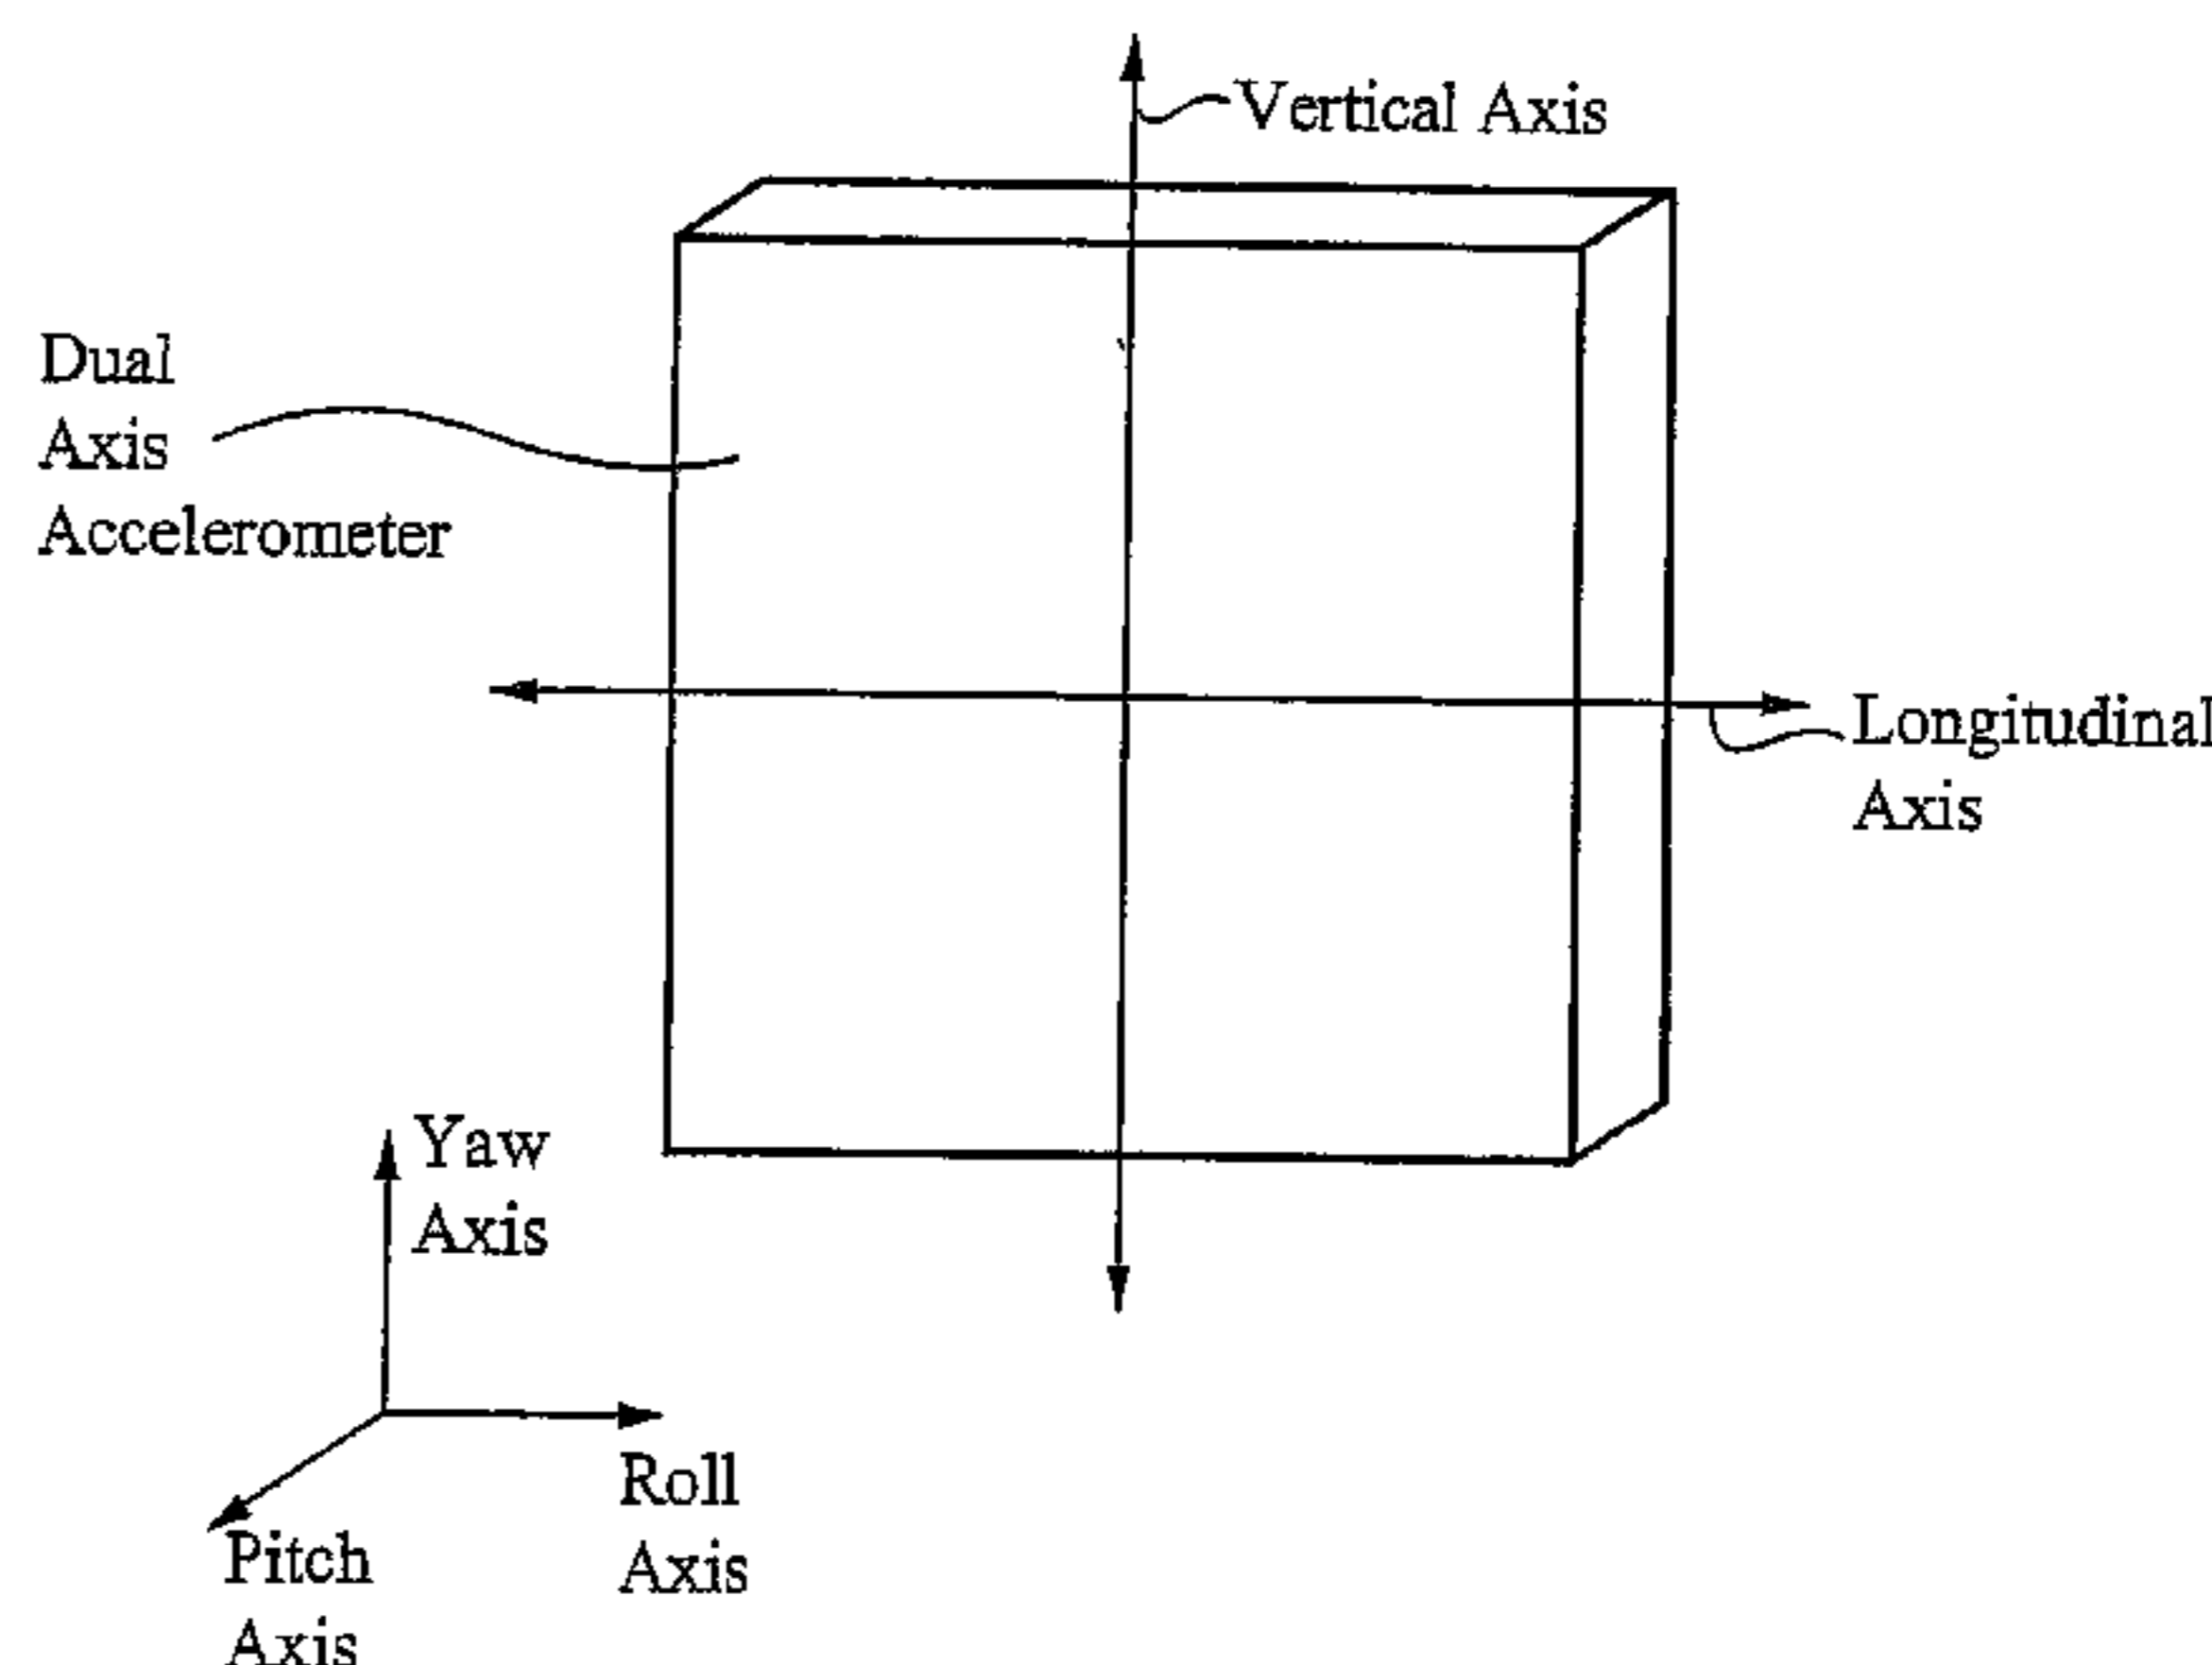 Vertical Axis
Dual
Axis
Accelerometer
Longitudinal
Axis
Yaw
Axis
Roll
Axis
Pitch
Axis